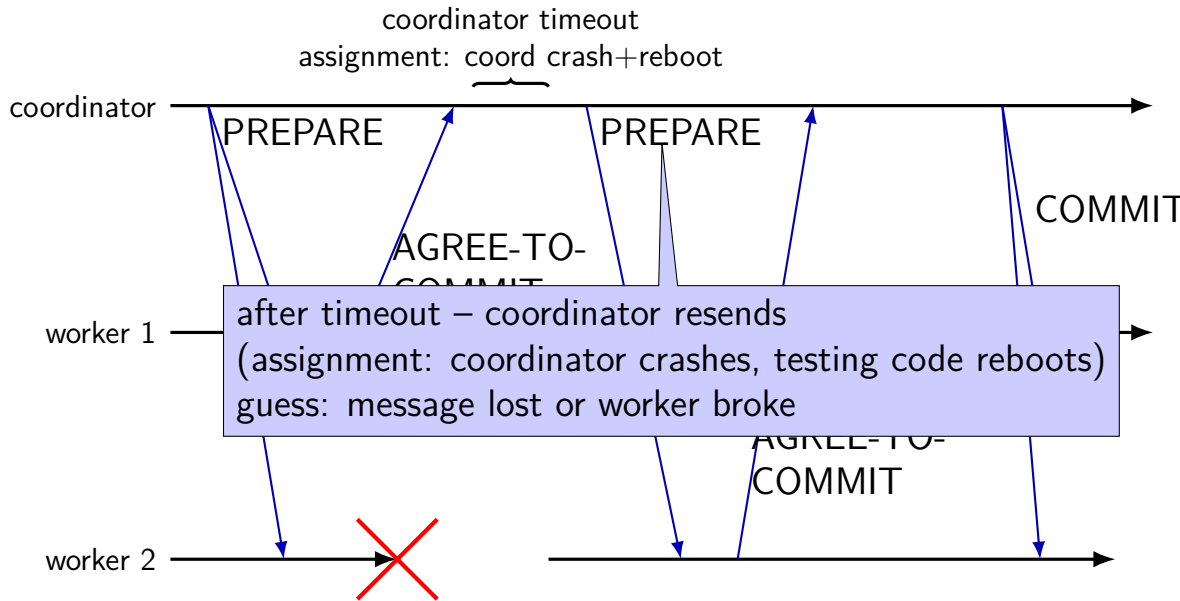 coordinator timeout
assignment: coord crash+reboot
coordinator
PREPARE
PREPARE
COMMIT
AGREE-TO-
COMMIT
worker 1
after timeout – coordinator resends
(assignment: coordinator crashes, testing code reboots)
guess: message lost or worker broke
AGREE-TO-
COMMIT
worker 2